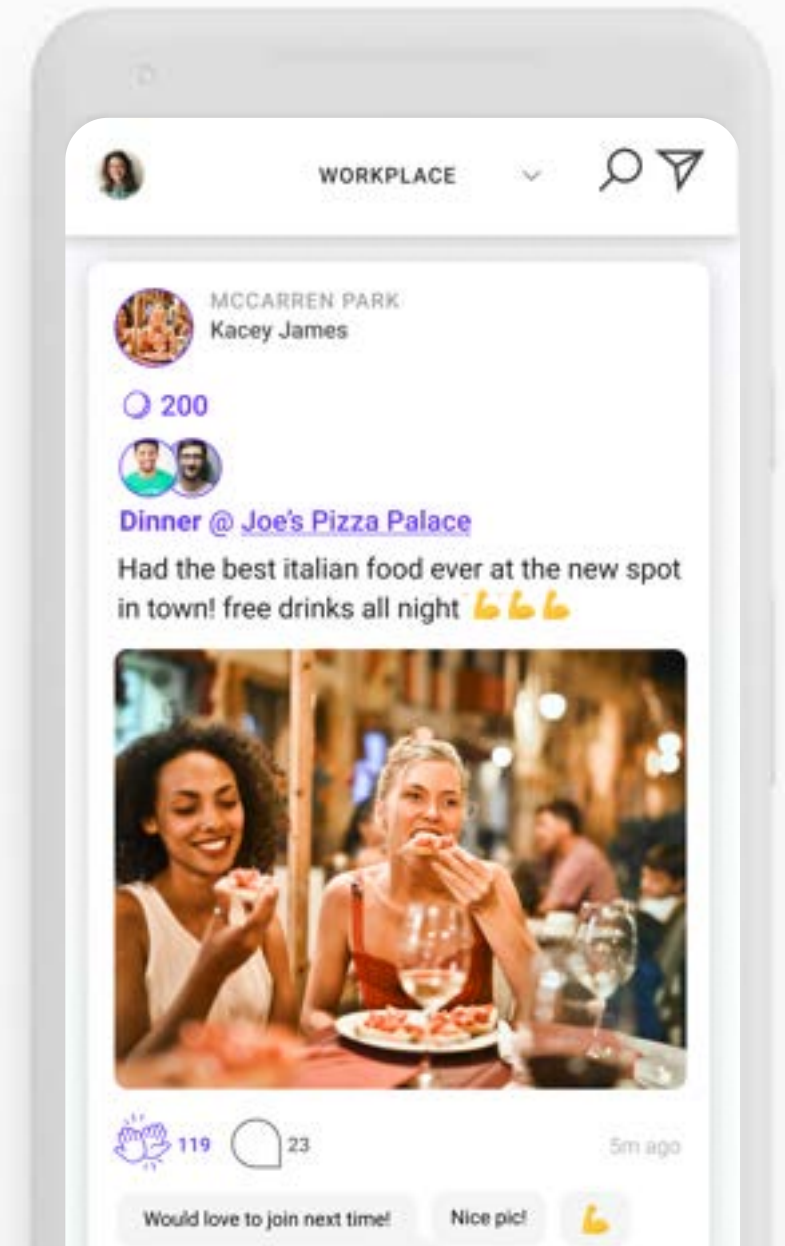 WORKPLACE
MCCARREN PARK
Kacey James
200
Dinner @ Joe's Pizza Palace
Had the best italian food ever at the new spot
in town! free drinks all night 💪💪💪
119 23 5m ago
Would love to join next time! Nice pic! 💪